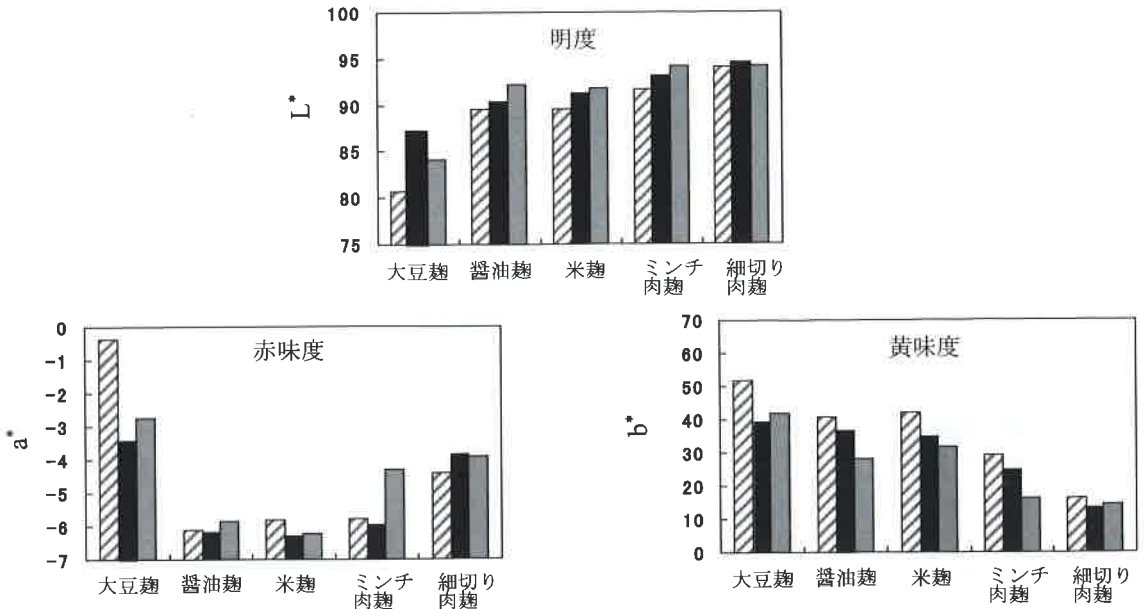 明度
L*
100
95
90
85
80
75
大豆麹
醤油麹
米麹
ミンチ
肉麹
細切り
肉麹
赤味度
a*
0
-1
-2
-3
-4
-5
-6
-7
大豆麹
醤油麹
米麹
ミンチ
肉麹
細切り
肉麹
黄味度
b*
70
60
50
40
30
20
10
0
大豆麹
醤油麹
米麹
ミンチ
肉麹
細切り
肉麹